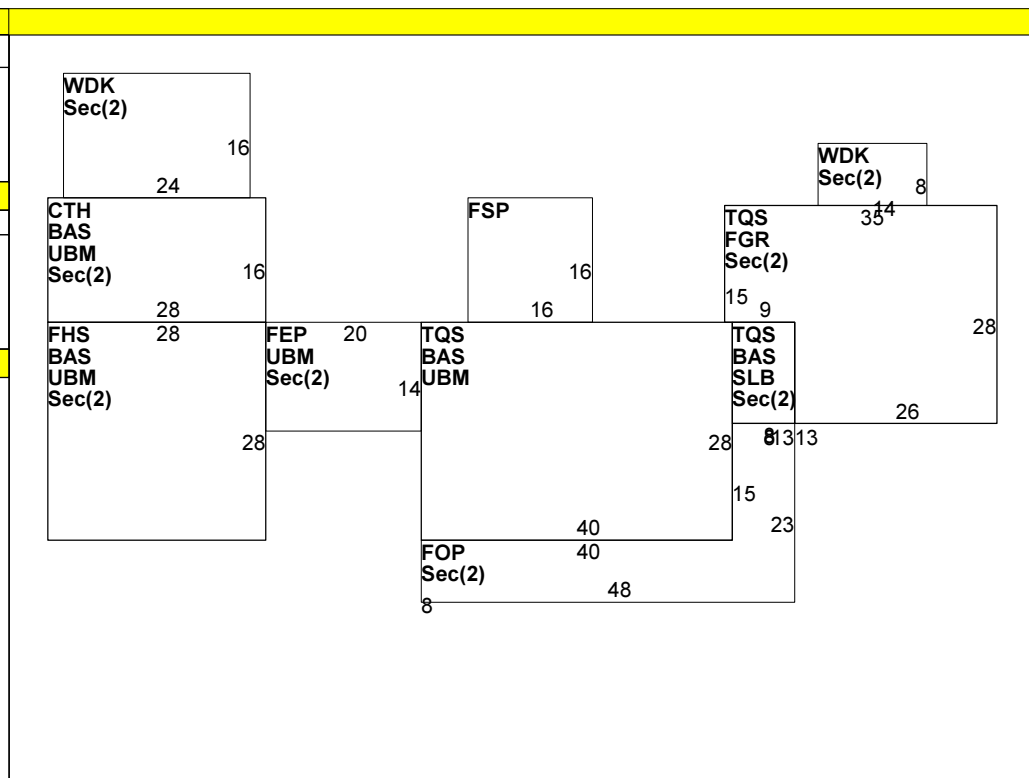 WDK
Sec(2)
16
24
WDK
Sec(2)
8
14
CTH
BAS
UBM
Sec(2)
16
28
FSP
16
16
TQS
FGR
Sec(2)
35
15
9
28
26
FHS
BAS
UBM
Sec(2)
28
28
FEP
UBM
Sec(2)
20
14
TQS
BAS
UBM
28
40
TQS
BAS
SLB
Sec(2)
8
13
13
15
23
FOP
Sec(2)
40
48
8